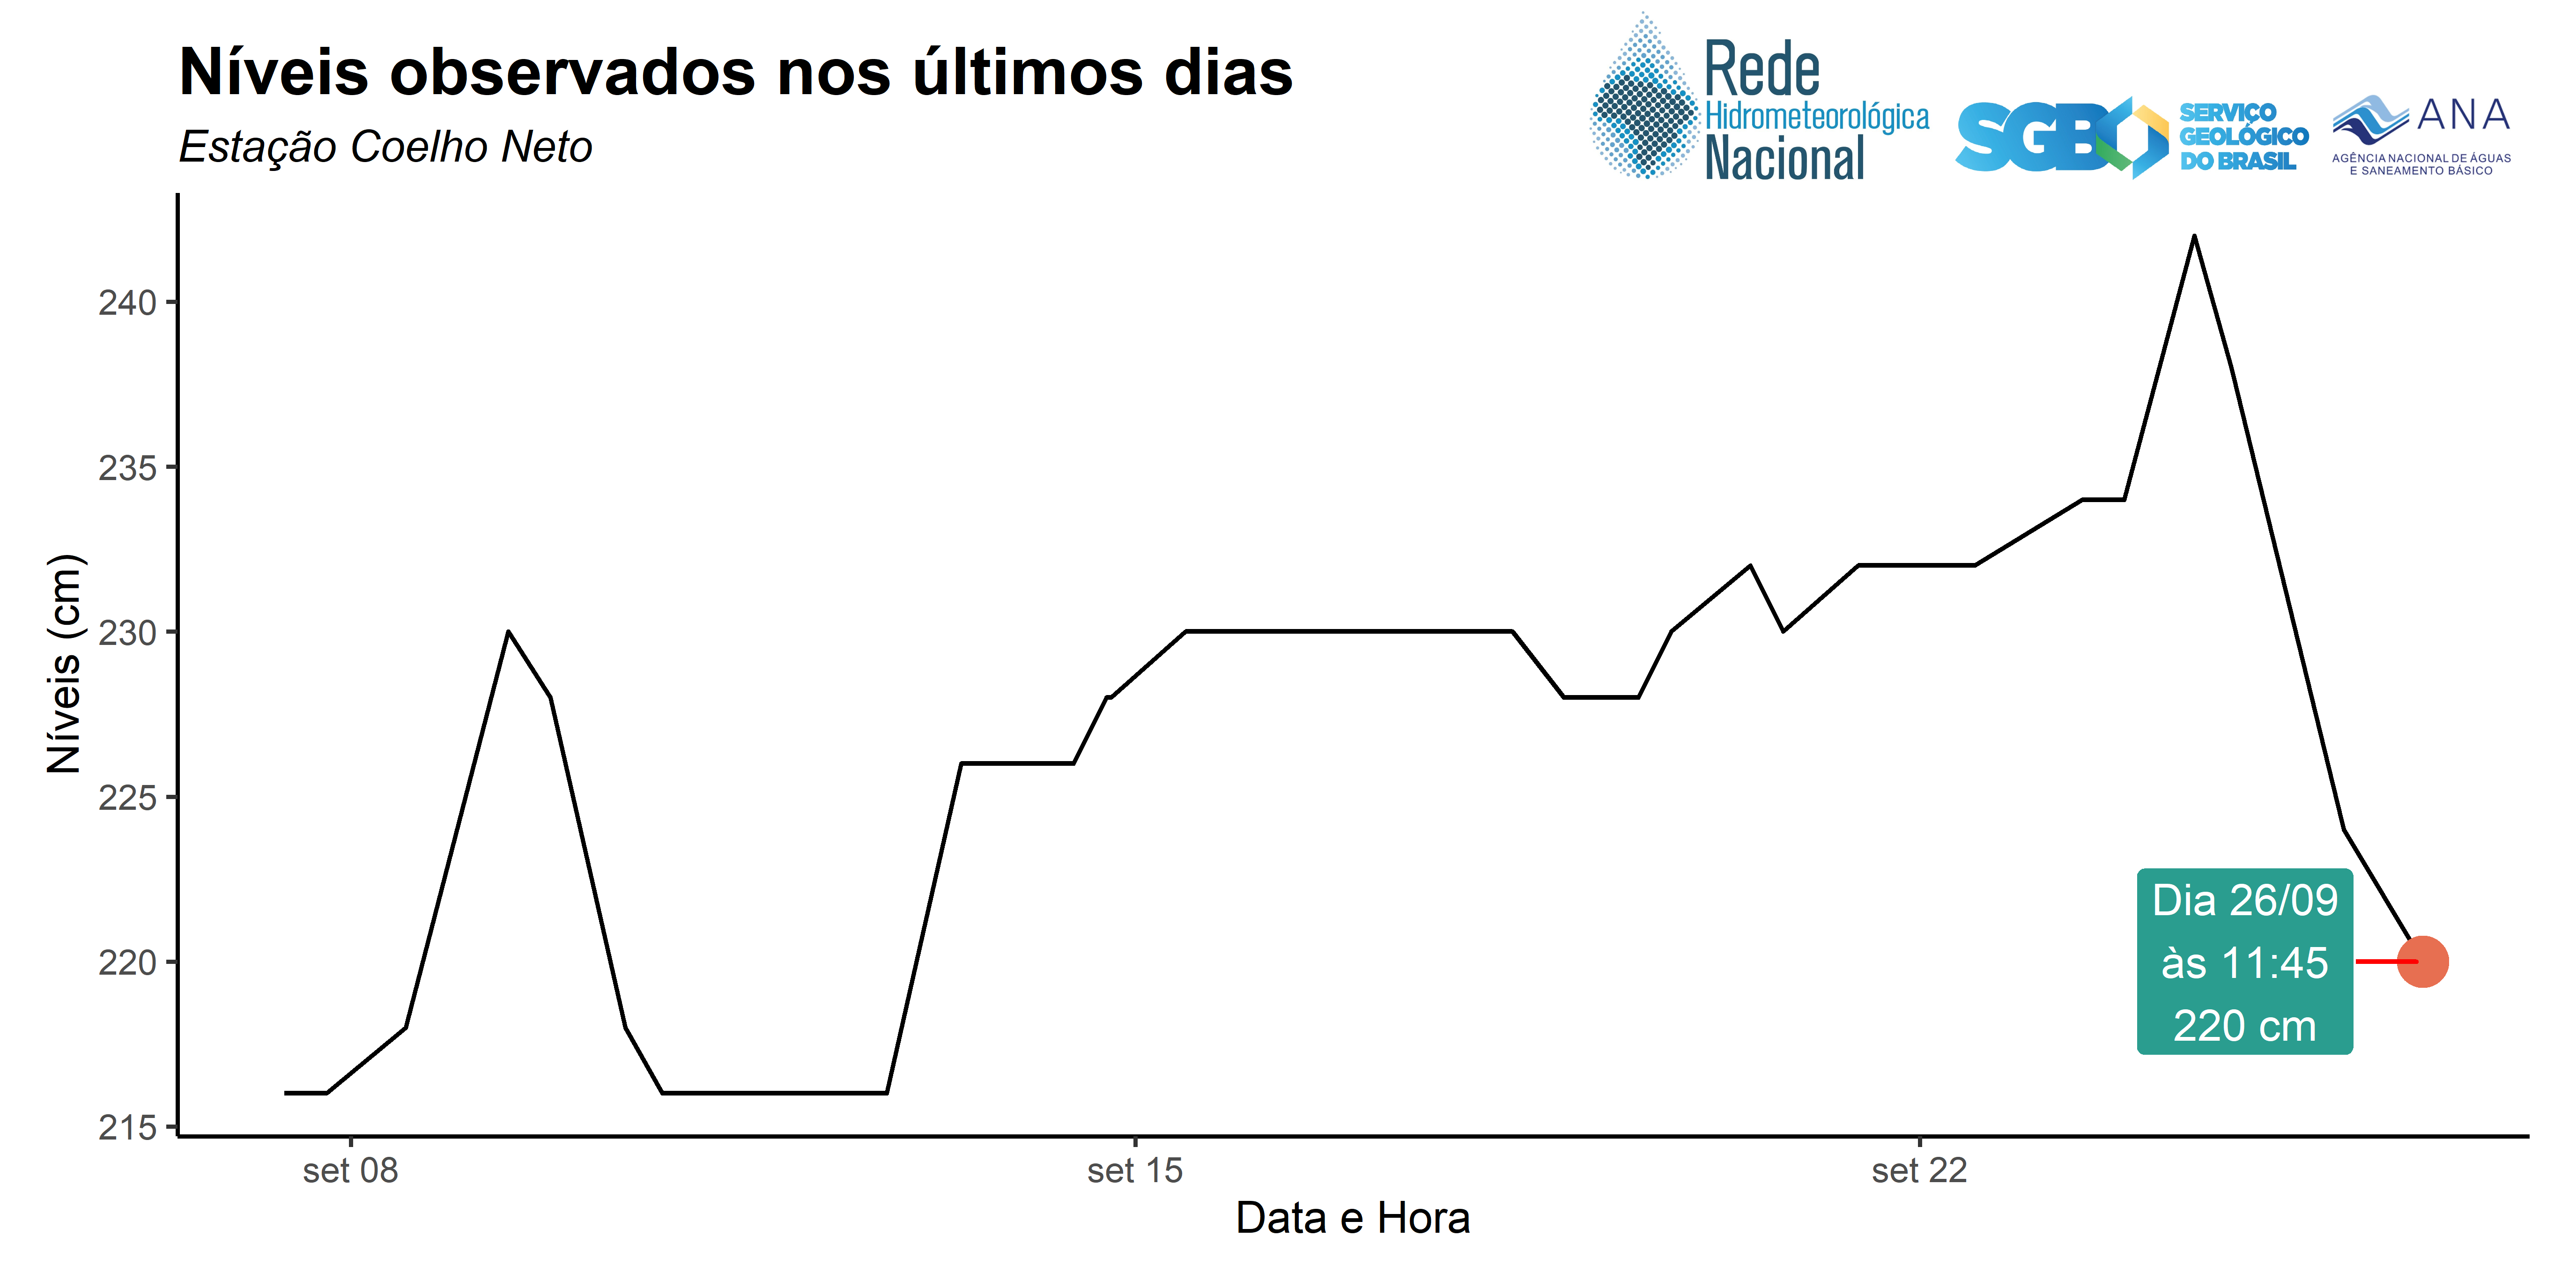 Níveis observados nos últimos dias
Estação Coelho Neto
Rede
Hidrometeorológica
Nacional
SGB
SERVIÇO
GEOLÓGICO
DO BRASIL
ANA
AGÊNCIA NACIONAL DE ÁGUAS
E SANEAMENTO BÁSICO
Níveis (cm)
240
235
230
225
220
215
Dia 26/09
às 11:45
220 cm
set 08
set 15
set 22
Data e Hora